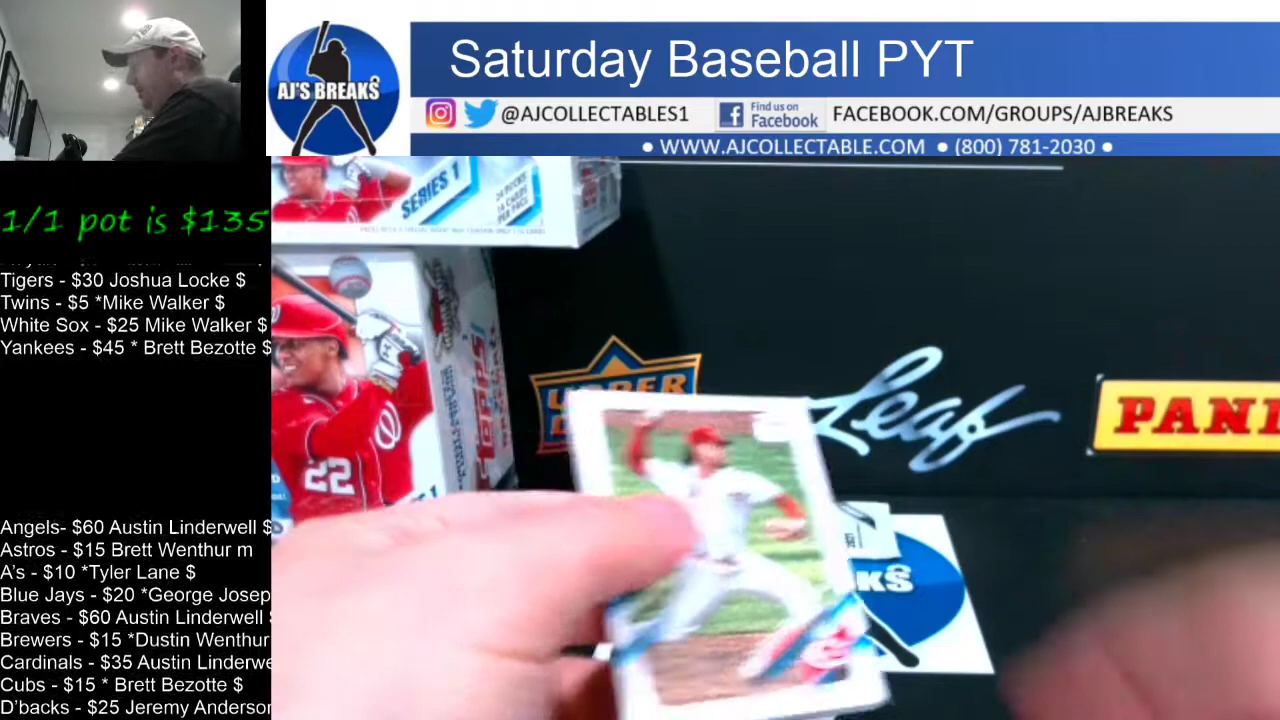 Saturday Baseball PYT
AJ'S BREAKS
@AJCOLLECTABLES1
Find us on
Facebook
FACEBOOK.COM/GROUPS/AJBREAKS
• WWW.AJCOLLECTABLE.COM • (800) 781-2030 •
SERIES 1
1/1 pot is $135
Tigers - $30 Joshua Locke $
Twins - $5 *Mike Walker $
White Sox - $25 Mike Walker $
Yankees - $45 * Brett Bezotte $
TOPPS
22
UPPER
Leaf
PANI
Angels- $60 Austin Linderwell $
Astros - $15 Brett Wenthur m
A's - $10 *Tyler Lane $
Blue Jays - $20 *George Josep
Braves - $60 Austin Linderwell $
Brewers - $15 *Dustin Wenthur
Cardinals - $35 Austin Linderwe
Cubs - $15 * Brett Bezotte $
D'backs - $25 Jeremy Anderson
KS